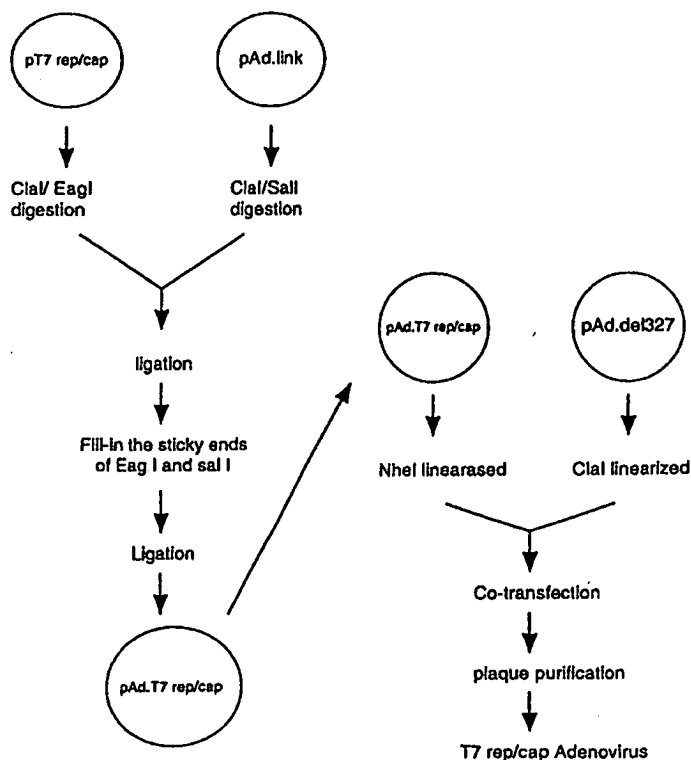 pT7 rep/cap
pAd.link
ClaI/ EagI
digestion
ClaI/SalI
digestion
ligation
Fill-in the sticky ends
of Eag I and sal I
Ligation
pAd.T7 rep/cap
pAd.T7 rep/cap
pAd.del327
NheI linearased
ClaI linearized
Co-transfection
plaque purification
T7 rep/cap Adenovirus